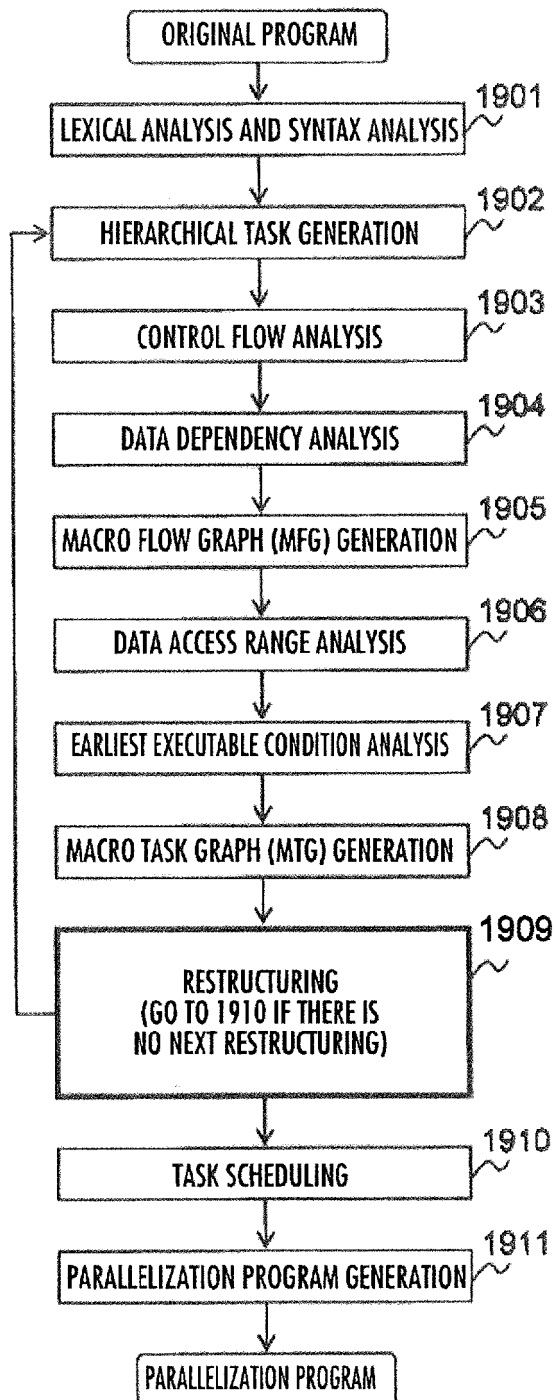 ORIGINAL PROGRAM
1901
LEXICAL ANALYSIS AND SYNTAX ANALYSIS
1902
HIERARCHICAL TASK GENERATION
1903
CONTROL FLOW ANALYSIS
1904
DATA DEPENDENCY ANALYSIS
1905
MACRO FLOW GRAPH (MFG) GENERATION
1906
DATA ACCESS RANGE ANALYSIS
1907
EARLIEST EXECUTABLE CONDITION ANALYSIS
1908
MACRO TASK GRAPH (MTG) GENERATION
1909
RESTRUCTURING
(GO TO 1910 IF THERE IS
NO NEXT RESTRUCTURING)
1910
TASK SCHEDULING
1911
PARALLELIZATION PROGRAM GENERATION
PARALLELIZATION PROGRAM